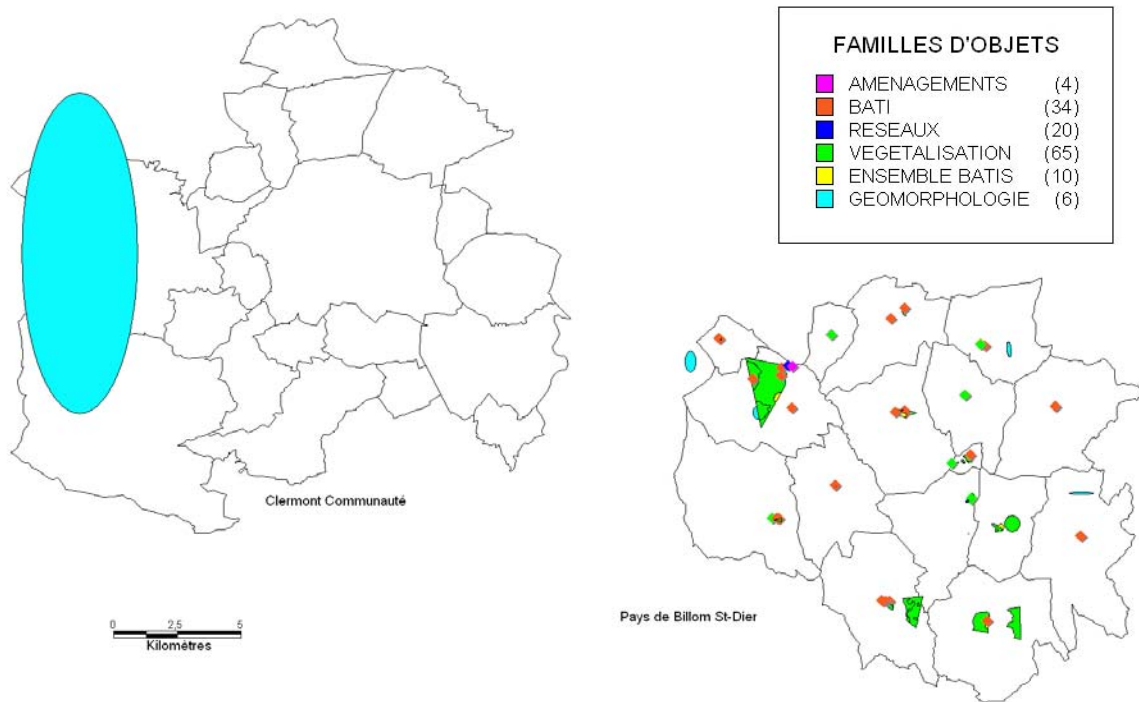 FAMILLES D'OBJETS
AMENAGEMENTS (4)
BATI (34)
RESEAUX (20)
VEGETALISATION (65)
ENSEMBLE BATIS (10)
GEOMORPHOLOGIE (6)
Clermont Communauté
Pays de Billom St-Dier
0 2,5 5
Kilomètres